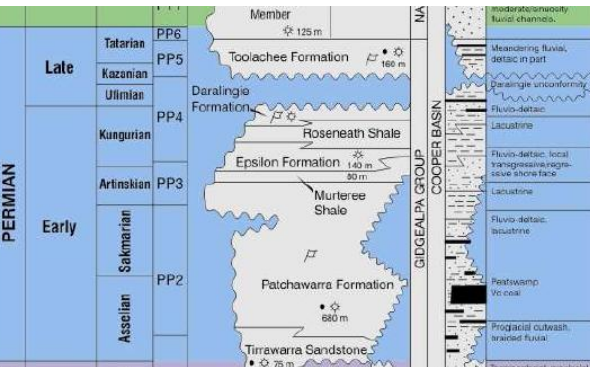 Member
125 m
NA
moderate/sinuosity
fluvial channels.
PERMIAN
Late
Early
Tatarian
Kazanian
Ufimian
Kungurian
Artinskian
Sakmarian
Asselian
PP6
PP5
PP4
PP3
PP2
Toolachee Formation
160 m
Daralingie
Formation
Roseneath Shale
Epsilon Formation
140 m
80 m
Murteree
Shale
Patchawarra Formation
680 m
Tirrawarra Sandstone
75 m
GIDGEALPA GROUP
COOPER BASIN
Meandering fluvial,
deltaic in part
Daralingie unconformity
Fluvio-deltaic
Lacustrine
Fluvio-deltaic, local
transgressive/regre-
ssive shore face
Lacustrine
Fluvio-deltaic,
lacustrine
Peatswamp
Vc coal
Proglacial outwash,
braided fluvial